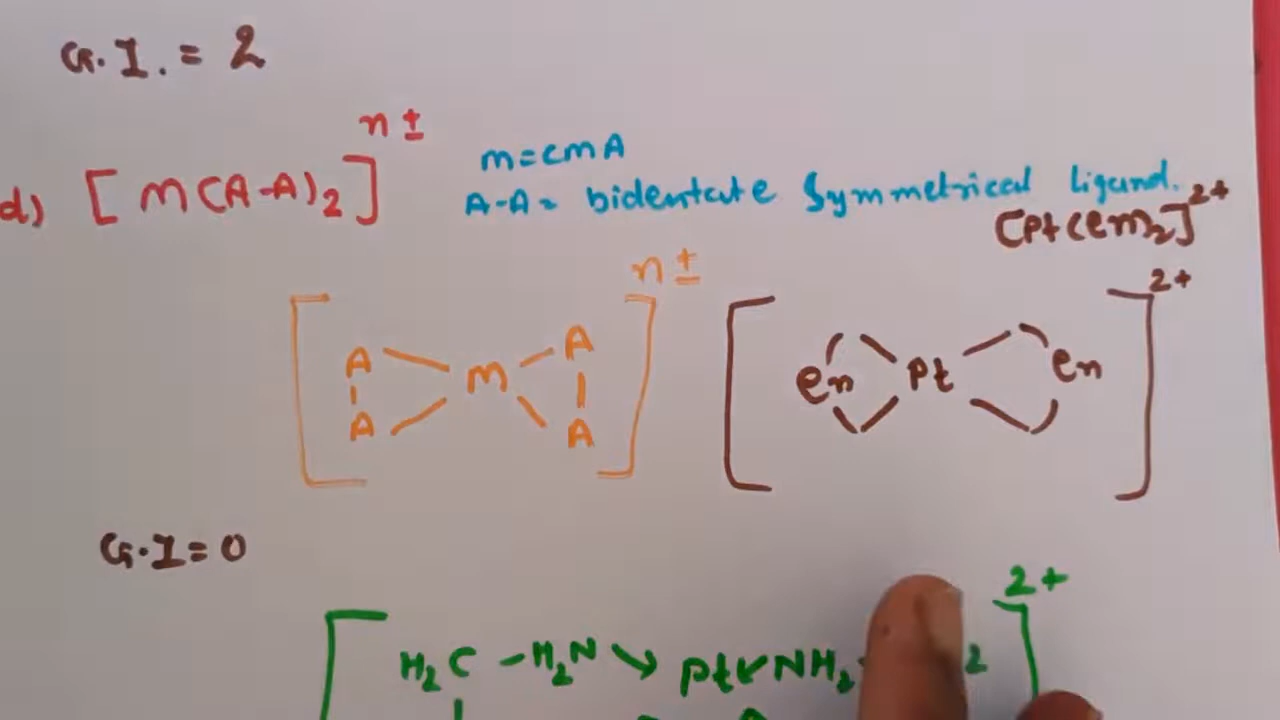 G.I. = 2
d) [M(A-A)2]n±
M=CMA
A-A= bidentate Symmetrical ligand.
[Pt(en)2]2+
[ A A M A A ]n±
[ en Pt en ]2+
G.I=0
[ H2C-H2N→Pt←NH2 2 ]2+